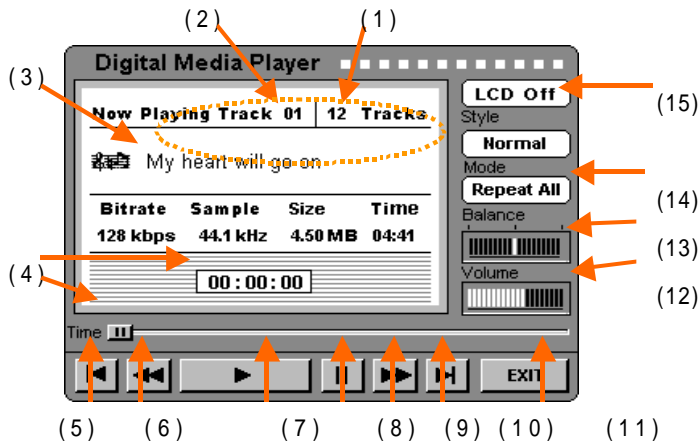 (2) (1)
Digital Media Player
(3)
LCD Off
(15)
Now Playing Track 01 12 Tracks
Style
Normal
My heart will go on
Mode
Repeat All
(14)
Bitrate Sample Size Time
Balance
128 kbps 44.1 kHz 4.50 MB 04:41
(13)
(4)
Volume
00:00:00
(12)
Time
EXIT
(5) (6) (7) (8) (9) (10) (11)